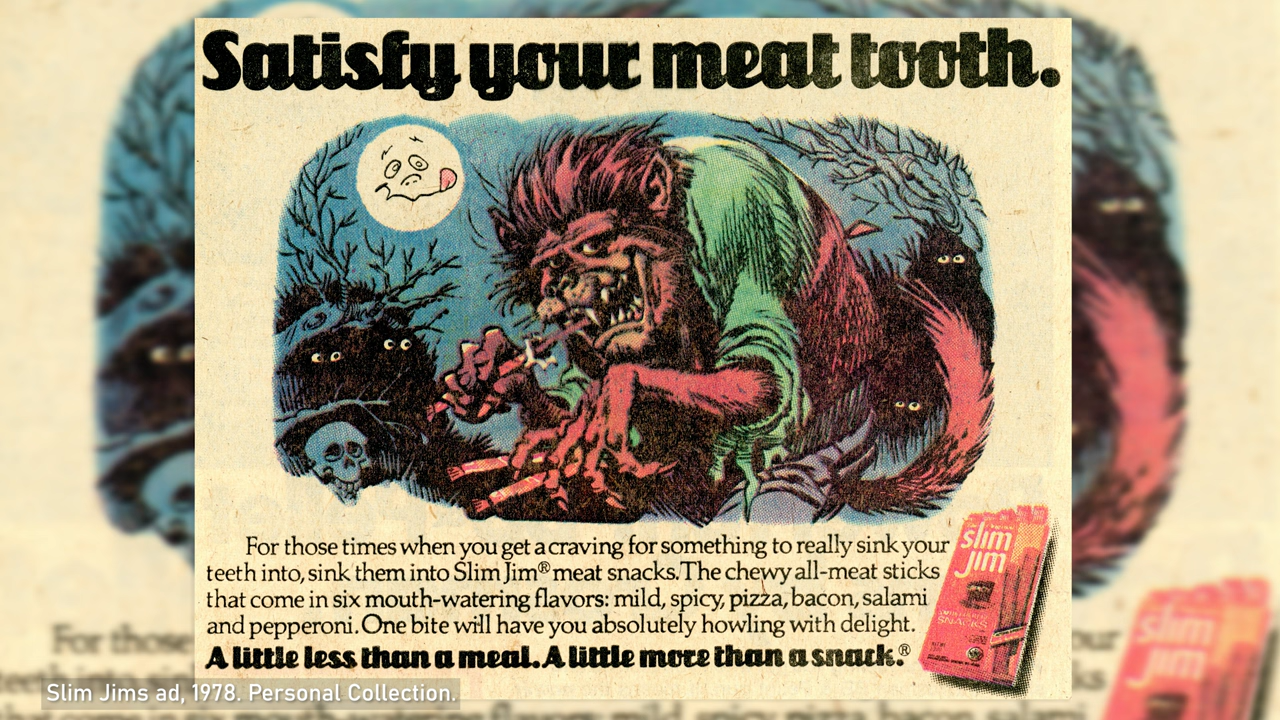 Satisfy your meat tooth.
For those times when you get a craving for something to really sink your
teeth into, sink them into Slim Jim® meat snacks. The chewy all-meat sticks
that come in six mouth-watering flavors: mild, spicy, pizza, bacon, salami
and pepperoni. One bite will have you absolutely howling with delight.
A little less than a meal. A little more than a snack.®
slim
jim
SNACKS
Slim Jims ad, 1978. Personal Collection.